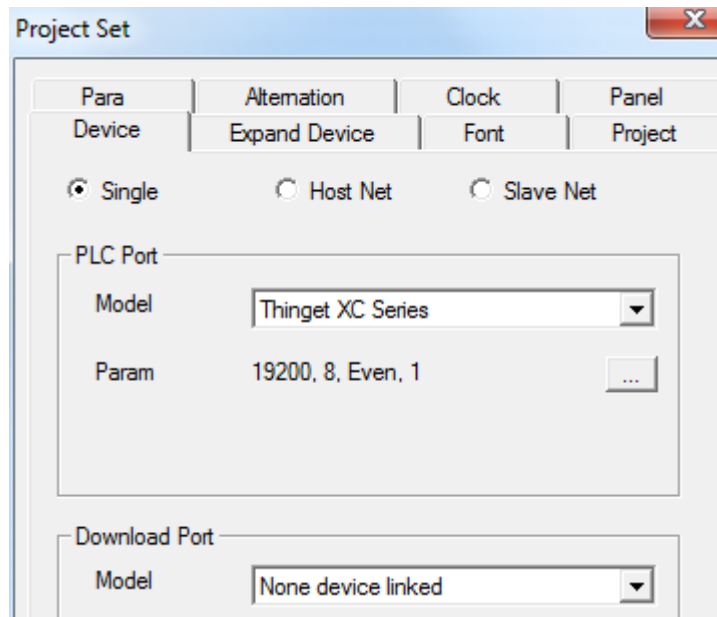 Project Set
Para Alternation Clock Panel
Device Expand Device Font Project
Single Host Net Slave Net
PLC Port
Model Thinget XC Series
Param 19200, 8, Even, 1 ...
Download Port
Model None device linked